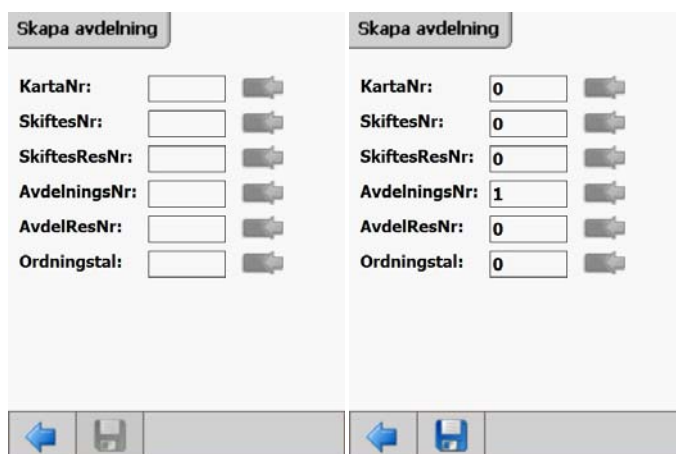 Skapa avdelning
KartaNr:
SkiftesNr:
SkiftesResNr:
AvdelningsNr:
AvdelResNr:
Ordningstal:
Skapa avdelning
KartaNr: 0
SkiftesNr: 0
SkiftesResNr: 0
AvdelningsNr: 1
AvdelResNr: 0
Ordningstal: 0